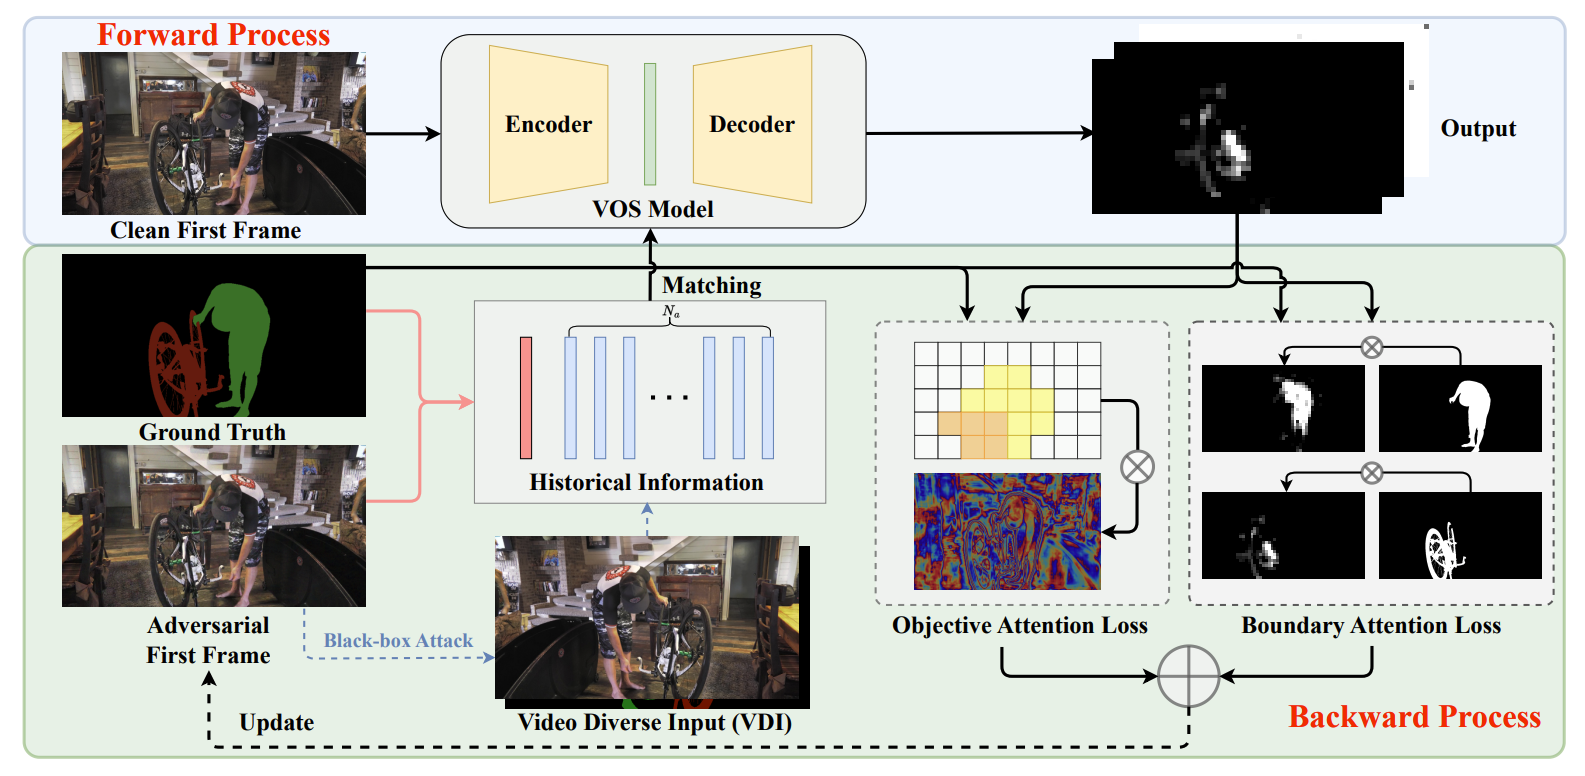 Forward Process
Encoder
Decoder
Output
VOS Model
Clean First Frame
Matching
Nₐ
Ground Truth
Historical Information
Adversarial
First Frame
Black-box Attack
Objective Attention Loss
Boundary Attention Loss
Update
Video Diverse Input (VDI)
Backward Process